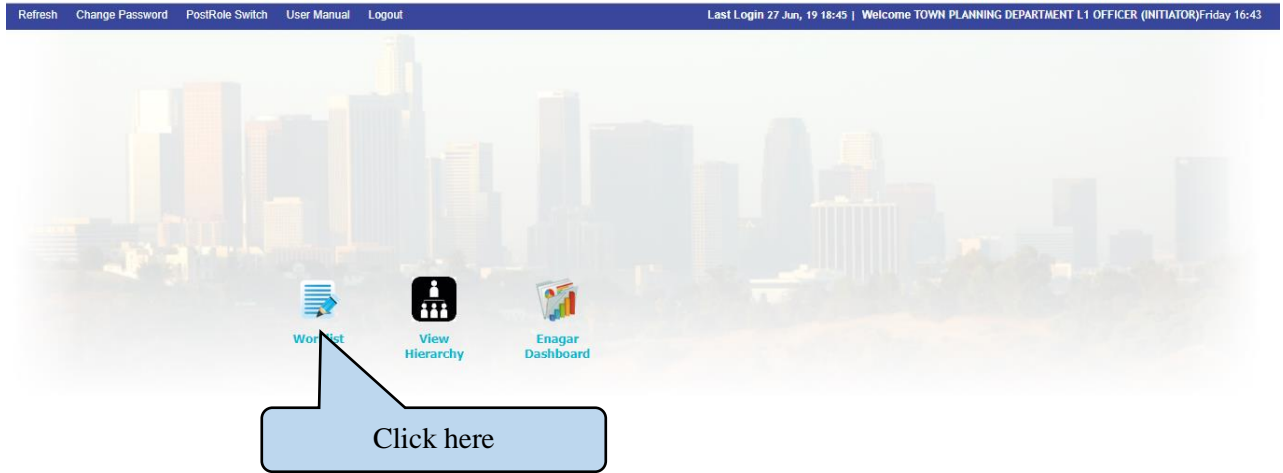 Refresh Change Password PostRole Switch User Manual Logout Last Login 27 Jun, 19 18:45 | Welcome TOWN PLANNING DEPARTMENT L1 OFFICER (INITIATOR)Friday 16:43
View Enagar
Hierarchy Dashboard
Click here